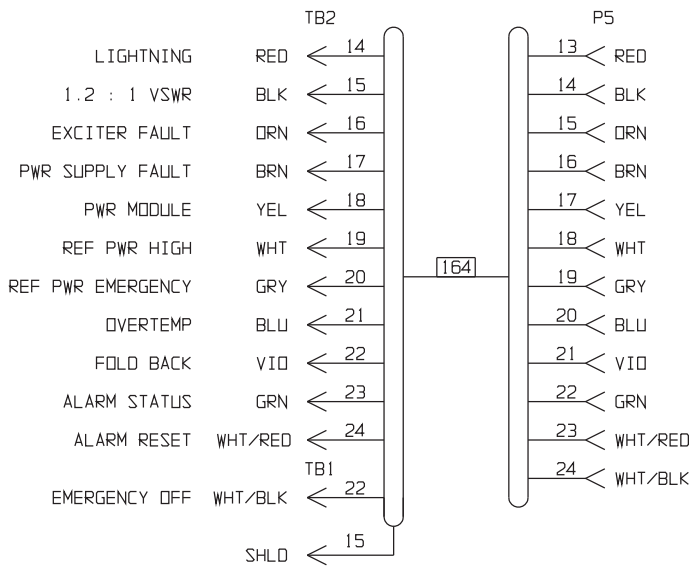 TB2 P5
LIGHTNING RED 14 13 RED
1.2 : 1 VSWR BLK 15 14 BLK
EXCITER FAULT ORN 16 15 ORN
PWR SUPPLY FAULT BRN 17 16 BRN
PWR MODULE YEL 18 17 YEL
REF PWR HIGH WHT 19 18 WHT
164
REF PWR EMERGENCY GRY 20 19 GRY
OVERTEMP BLU 21 20 BLU
FOLD BACK VIO 22 21 VIO
ALARM STATUS GRN 23 22 GRN
ALARM RESET WHT/RED 24 23 WHT/RED
TB1
24 WHT/BLK
EMERGENCY OFF WHT/BLK 22
SHLD 15